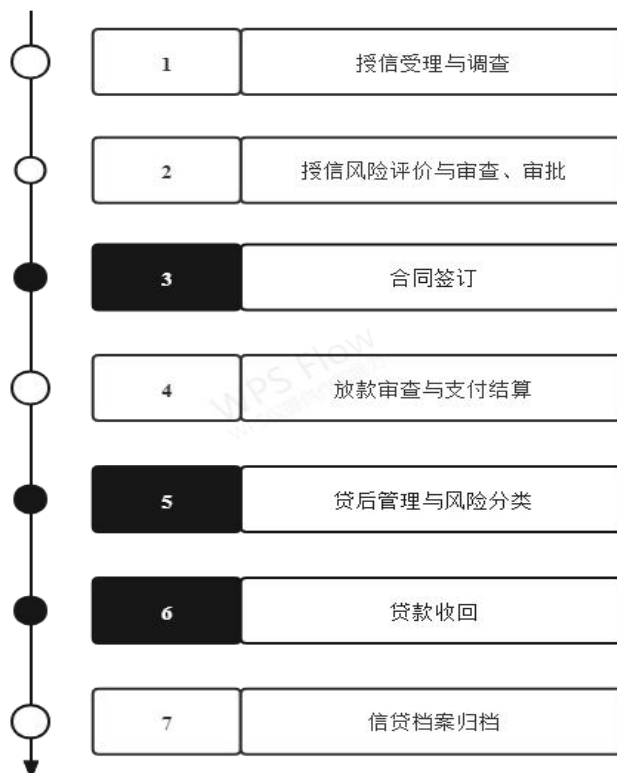 1 授信受理与调查
2 授信风险评价与审查、审批
3 合同签订
WPS Flow
4 放款审查与支付结算
5 贷后管理与风险分类
6 贷款收回
7 信贷档案归档